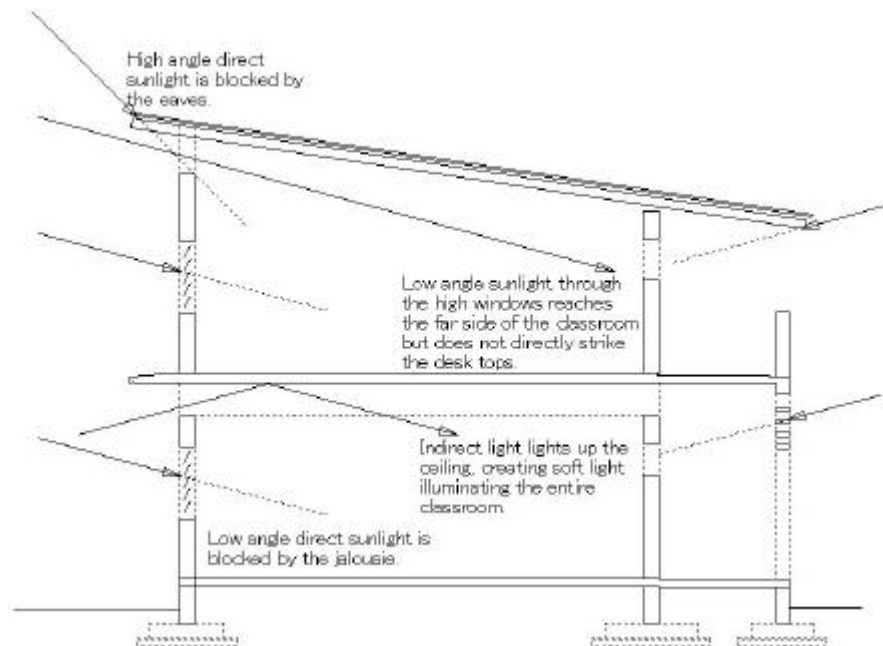 High angle direct
sunlight is blocked by
the eaves.
Low angle sunlight through
the high windows reaches
the far side of the classroom
but does not directly strike
the desk tops.
Indirect light lights up the
ceiling, creating soft light
illuminating the entire
classroom.
Low angle direct sunlight is
blocked by the jalousie.